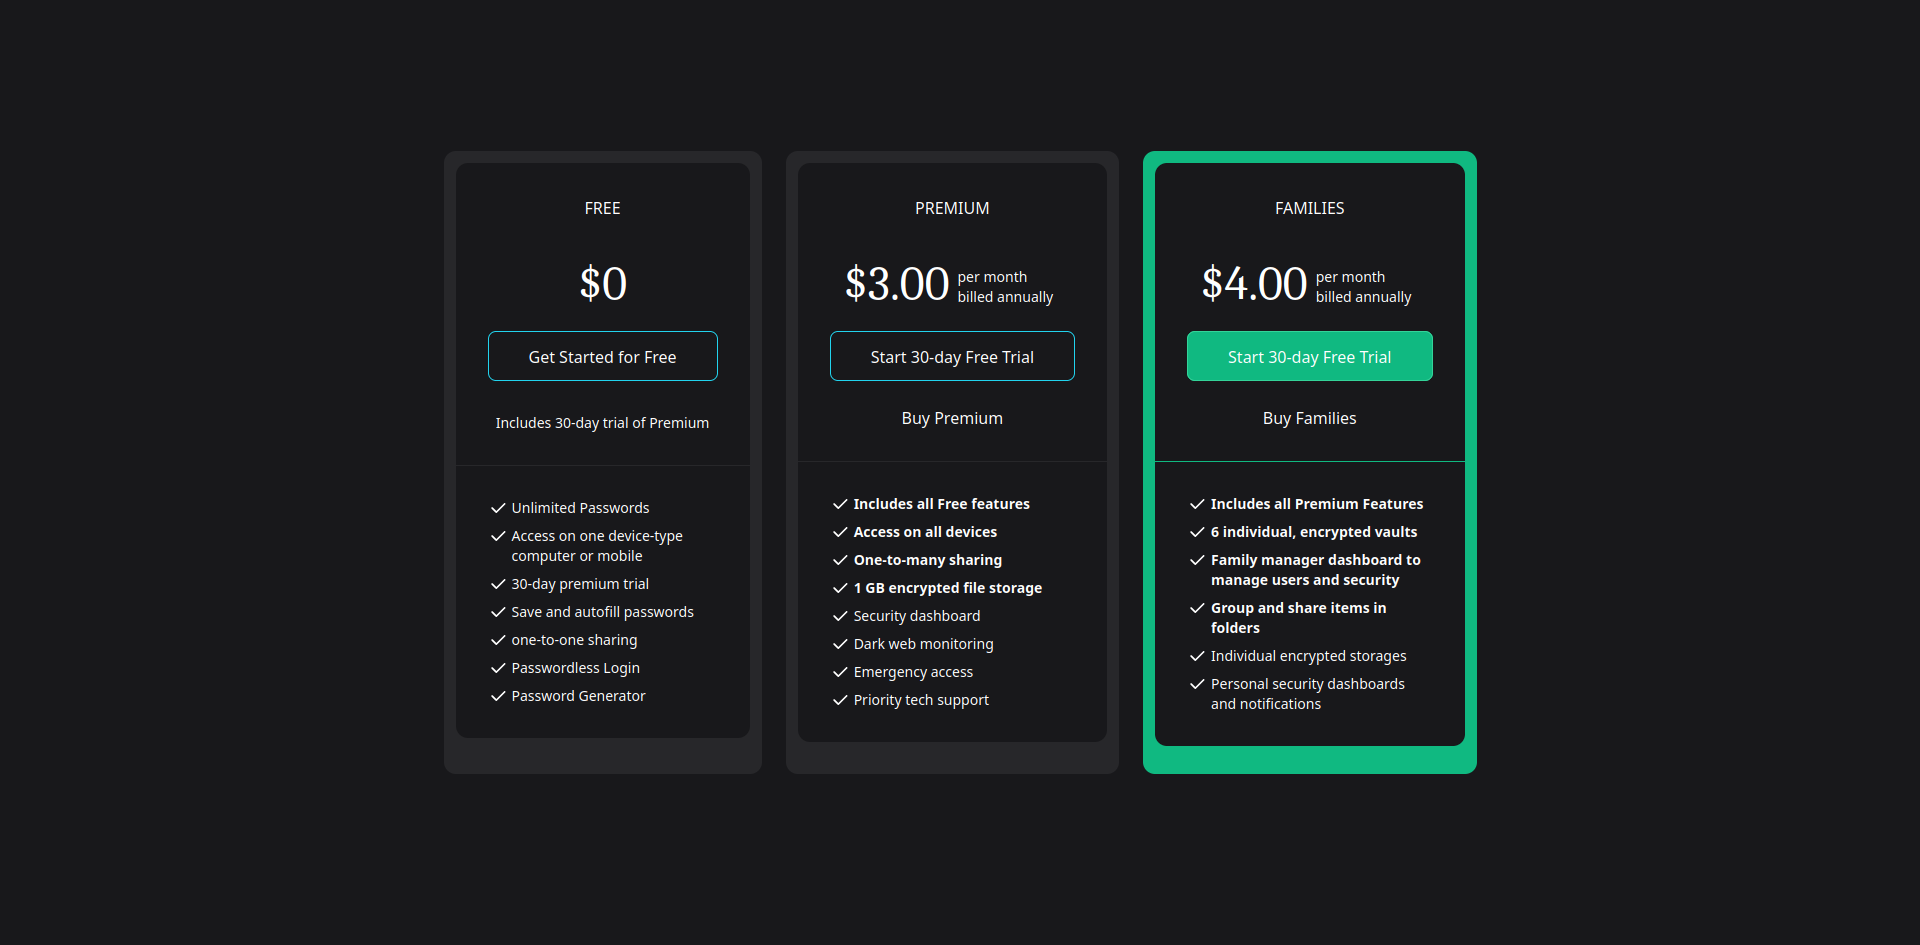 FREE
$0
Get Started for Free
Includes 30-day trial of Premium
Unlimited Passwords
Access on one device-type
computer or mobile
30-day premium trial
Save and autofill passwords
one-to-one sharing
Passwordless Login
Password Generator
PREMIUM
$3.00 per month
billed annually
Start 30-day Free Trial
Buy Premium
Includes all Free features
Access on all devices
One-to-many sharing
1 GB encrypted file storage
Security dashboard
Dark web monitoring
Emergency access
Priority tech support
FAMILIES
$4.00 per month
billed annually
Start 30-day Free Trial
Buy Families
Includes all Premium Features
6 individual, encrypted vaults
Family manager dashboard to
manage users and security
Group and share items in
folders
Individual encrypted storages
Personal security dashboards
and notifications